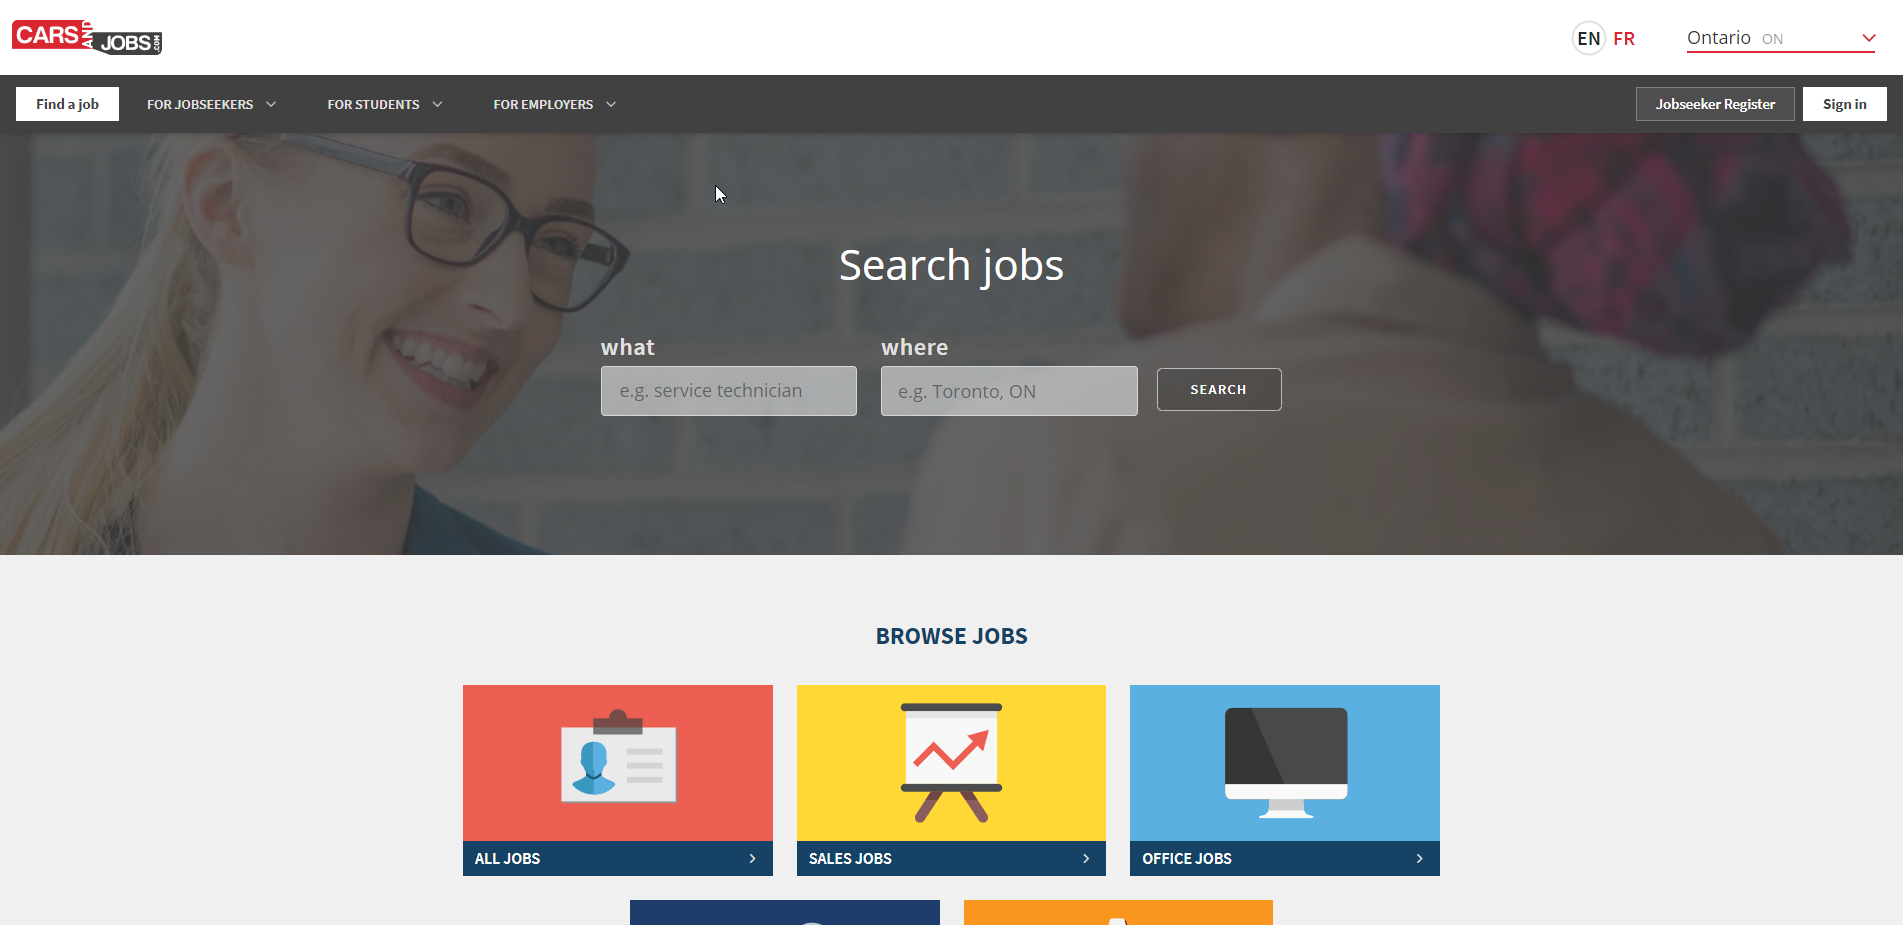 CARS AND JOBS .COM
EN FR
Ontario ON
Find a job
FOR JOBSEEKERS
FOR STUDENTS
FOR EMPLOYERS
Jobseeker Register
Sign in
Search jobs
what
where
e.g. service technician
e.g. Toronto, ON
SEARCH
BROWSE JOBS
ALL JOBS
SALES JOBS
OFFICE JOBS